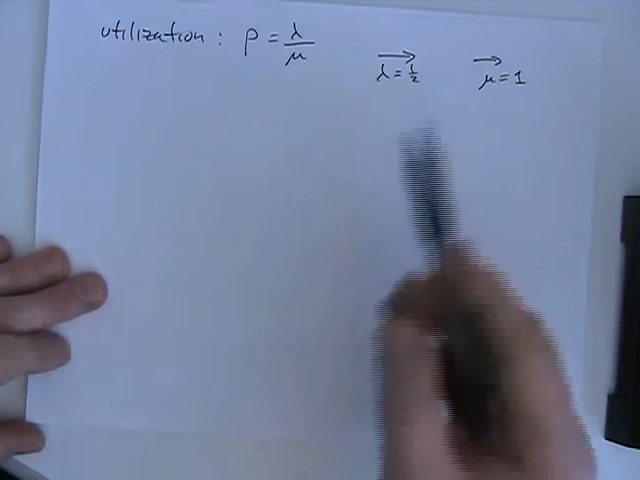 utilization : ρ = λ/μ
→ λ = 1/2
→ μ = 1